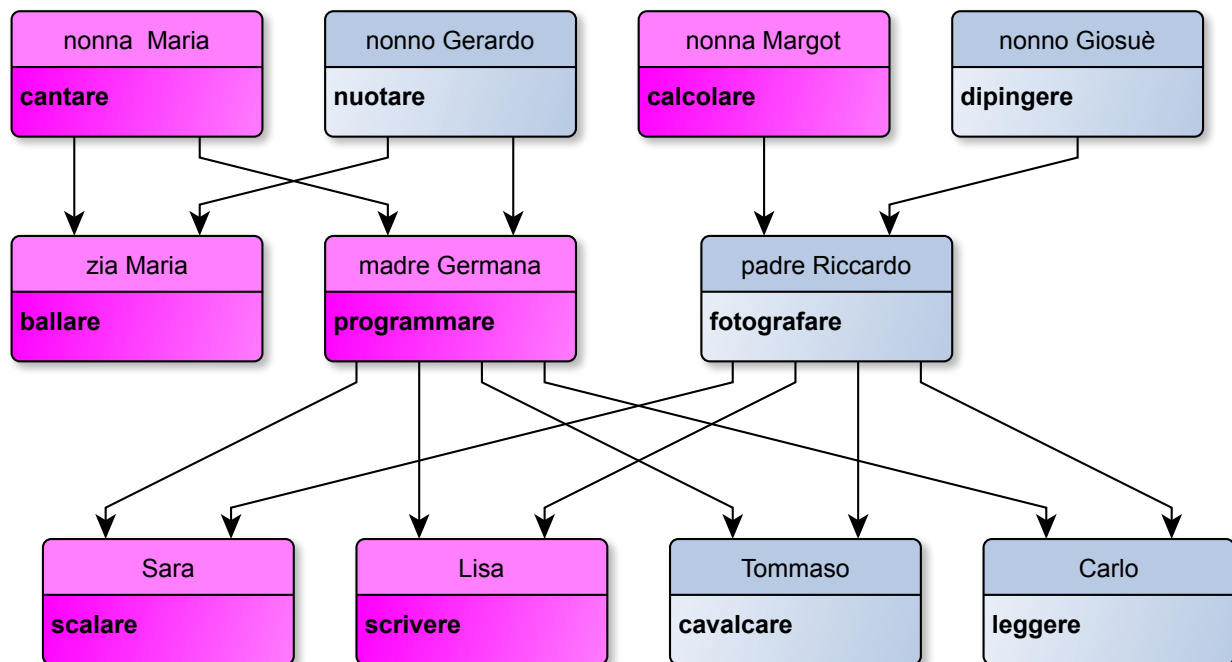 nonna Maria
cantare
nonno Gerardo
nuotare
nonna Margot
calcolare
nonno Giosuè
dipingere
zia Maria
ballare
madre Germana
programmare
padre Riccardo
fotografare
Sara
scalare
Lisa
scrivere
Tommaso
cavalcare
Carlo
leggere